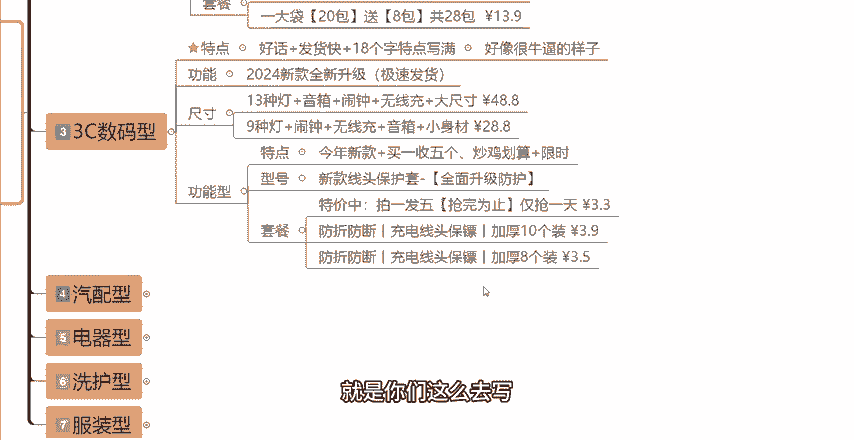 套餐
一大袋【20包】送【8包】共28包 ¥13.9
★特点 好话+发货快+18个字特点写满 好像很牛逼的样子
功能 2024新款全新升级（极速发货）
3 3C数码型
尺寸
13种灯+音箱+闹钟+无线充+大尺寸 ¥48.8
9种灯+闹钟+无线充+音箱+小身材 ¥28.8
功能型
特点 今年新款+买一收五个、炒鸡划算+限时
型号 新款线头保护套-【全面升级防护】
套餐
特价中：拍一发五【抢完为止】仅抢一天 ¥3.3
防折防断丨充电线头保镖丨加厚10个装 ¥3.9
防折防断丨充电线头保镖丨加厚8个装 ¥3.5
4 汽配型
5 电器型
6 洗护型
就是你们这么去写
7 服装型